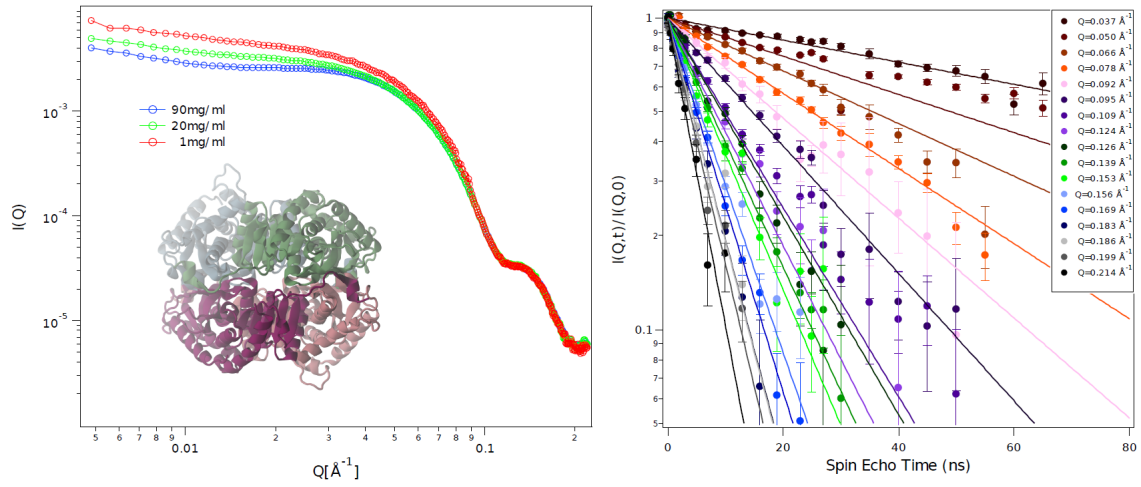 I(Q)
10⁻³
10⁻⁴
10⁻⁵
90mg/ml
20mg/ml
1mg/ml
5 6 7 8 9 0.01 2 3 4 5 6 7 8 9 0.1 2
Q[Å⁻¹]
I(Q,t) / I(Q,0)
1
9
8
7
6
5
4
3
2
0.1
9
8
7
6
5
0 20 40 60 80
Spin Echo Time (ns)
Q=0.037 Å⁻¹
Q=0.050 Å⁻¹
Q=0.066 Å⁻¹
Q=0.078 Å⁻¹
Q=0.092 Å⁻¹
Q=0.095 Å⁻¹
Q=0.109 Å⁻¹
Q=0.124 Å⁻¹
Q=0.126 Å⁻¹
Q=0.139 Å⁻¹
Q=0.153 Å⁻¹
Q=0.156 Å⁻¹
Q=0.169 Å⁻¹
Q=0.183 Å⁻¹
Q=0.186 Å⁻¹
Q=0.199 Å⁻¹
Q=0.214 Å⁻¹